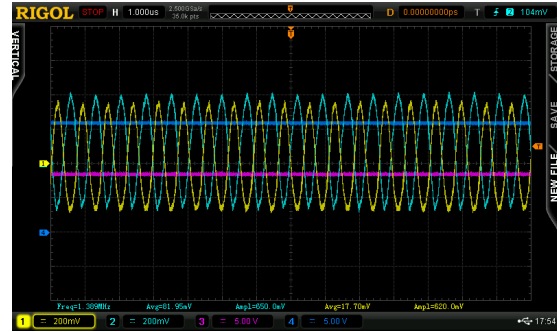 RIGOL STOP H 1.000us 2.500GSa/s 25.0k pts D 0.00000000ps T 2 104mV
VERTICAL
STORAGE
SAVE
NEW FILE
T
1
4
Freq=1.389MHz Avg=81.95mV Ampl=650.0mV Avg=17.70mV Ampl=620.0mV
1 = 200mV 2 = 200mV 3 = 5.00 V 4 = 5.00 V 17:54